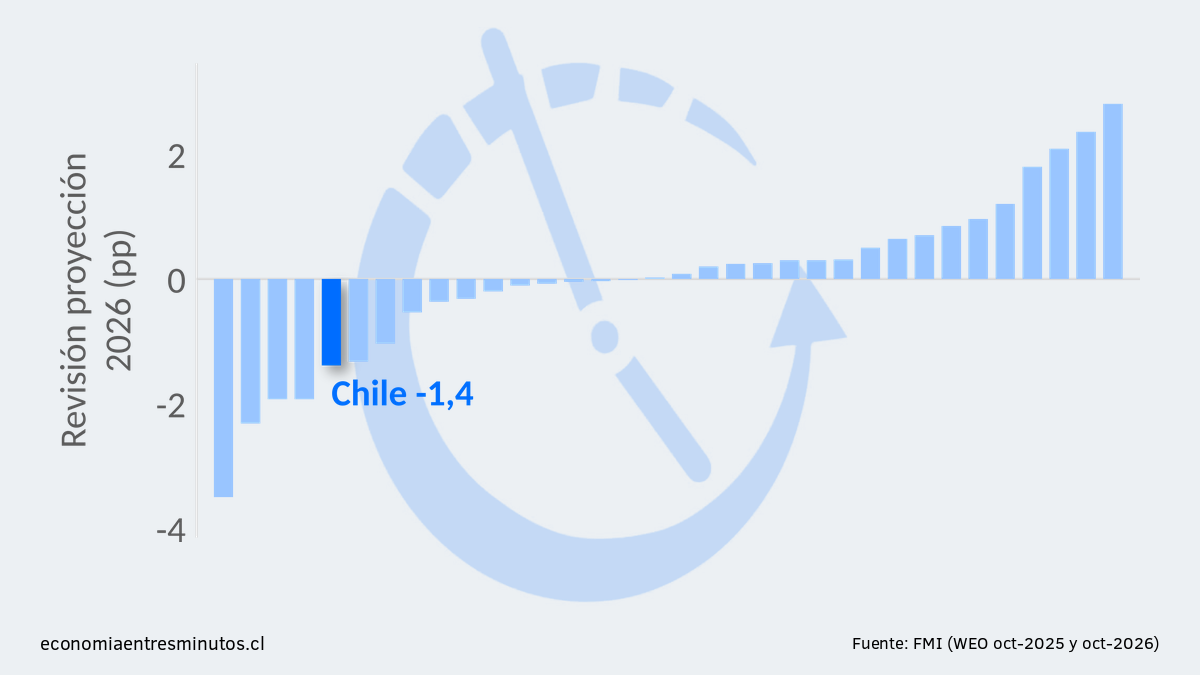 Revisión proyección
2026 (pp)
2
0
-2
-4
Chile -1,4
economiaentresminutos.cl
Fuente: FMI (WEO oct-2025 y oct-2026)